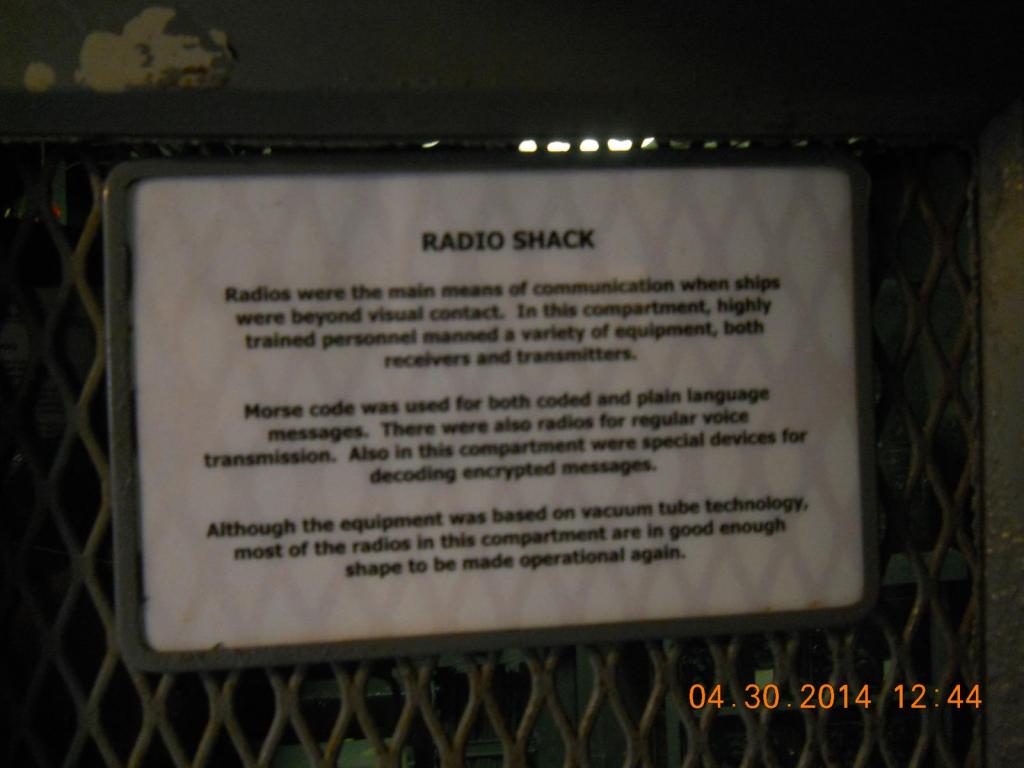 RADIO SHACK
Radios were the main means of communication when ships
were beyond visual contact. In this compartment, highly
trained personnel manned a variety of equipment, both
receivers and transmitters.
Morse code was used for both coded and plain language
messages. There were also radios for regular voice
transmission. Also in this compartment were special devices for
decoding encrypted messages.
Although the equipment was based on vacuum tube technology,
most of the radios in this compartment are in good enough
shape to be made operational again.
04.30.2014 12:44